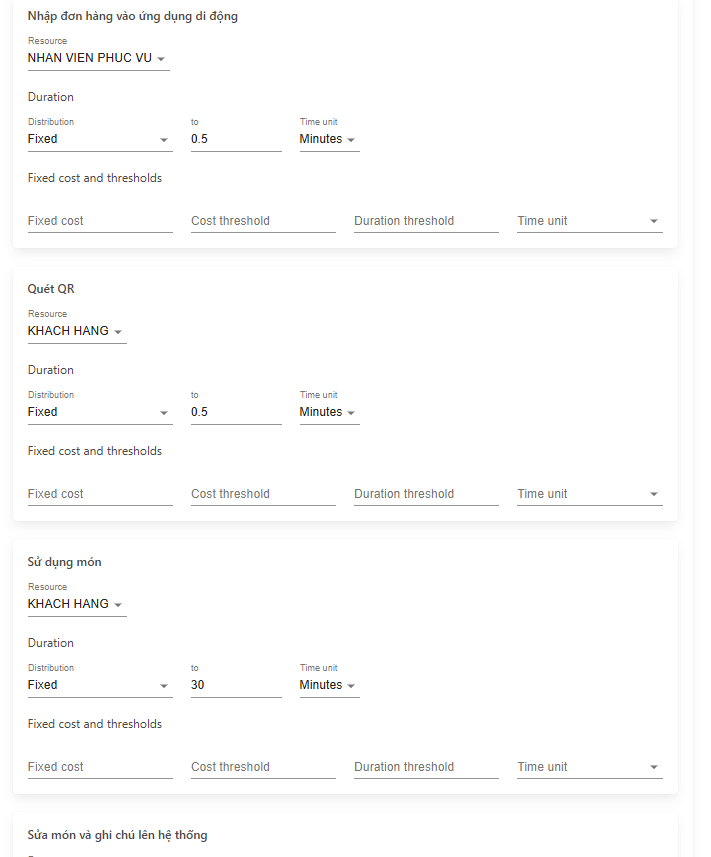 Nhập đơn hàng vào ứng dụng di động
Resource
NHAN VIEN PHUC VU
Duration
Distribution to Time unit
Fixed 0.5 Minutes
Fixed cost and thresholds
Fixed cost Cost threshold Duration threshold Time unit
Quét QR
Resource
KHACH HANG
Duration
Distribution to Time unit
Fixed 0.5 Minutes
Fixed cost and thresholds
Fixed cost Cost threshold Duration threshold Time unit
Sử dụng món
Resource
KHACH HANG
Duration
Distribution to Time unit
Fixed 30 Minutes
Fixed cost and thresholds
Fixed cost Cost threshold Duration threshold Time unit
Sửa món và ghi chú lên hệ thống